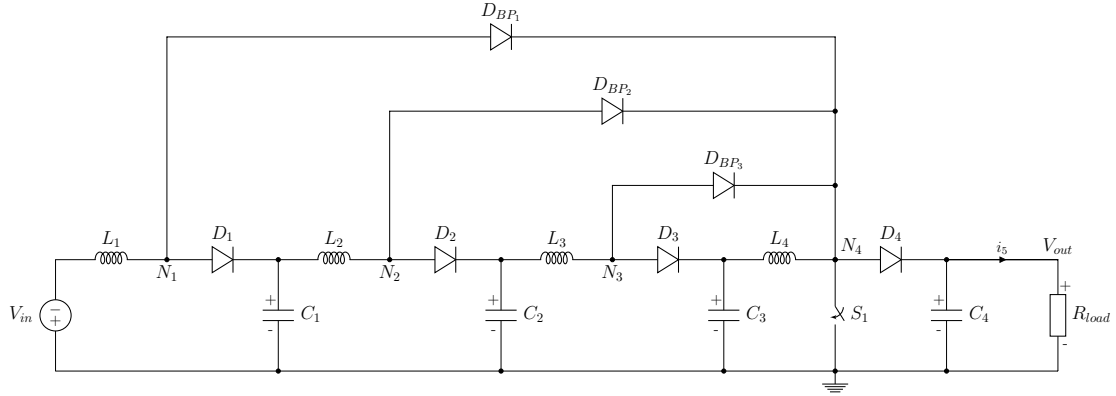 D_{BP_1}
D_{BP_2}
D_{BP_3}
L_1 D_1 L_2 D_2 L_3 D_3 L_4 N_4 D_4 i_5 V_{out}
N_1 N_2 N_3
V_{in} − + + - C_1 + - C_2 + - C_3 S_1 + - C_4 + - R_{load}